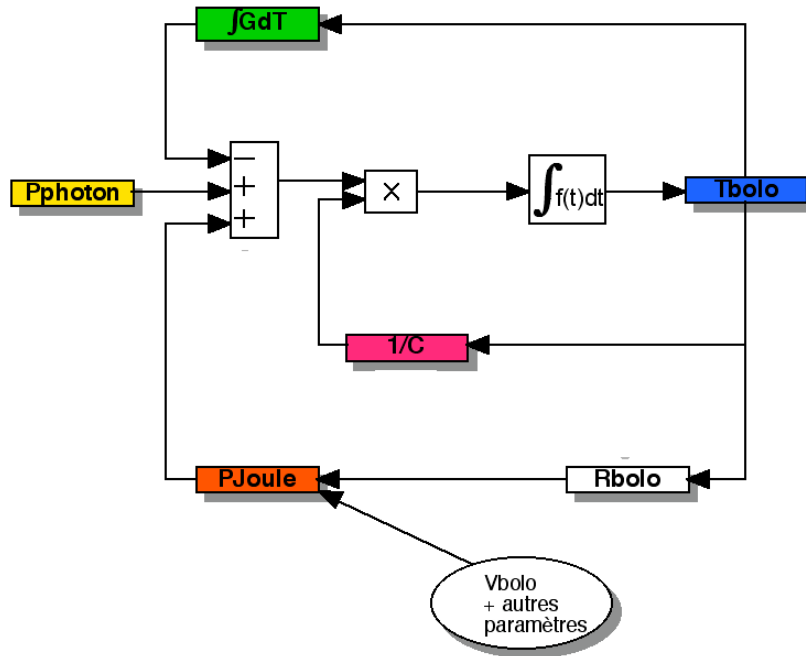 ∫GdT
−
+
+
Pphoton
×
∫f(t)dt
Tbolo
1/C
PJoule
Rbolo
Vbolo
+ autres
paramètres